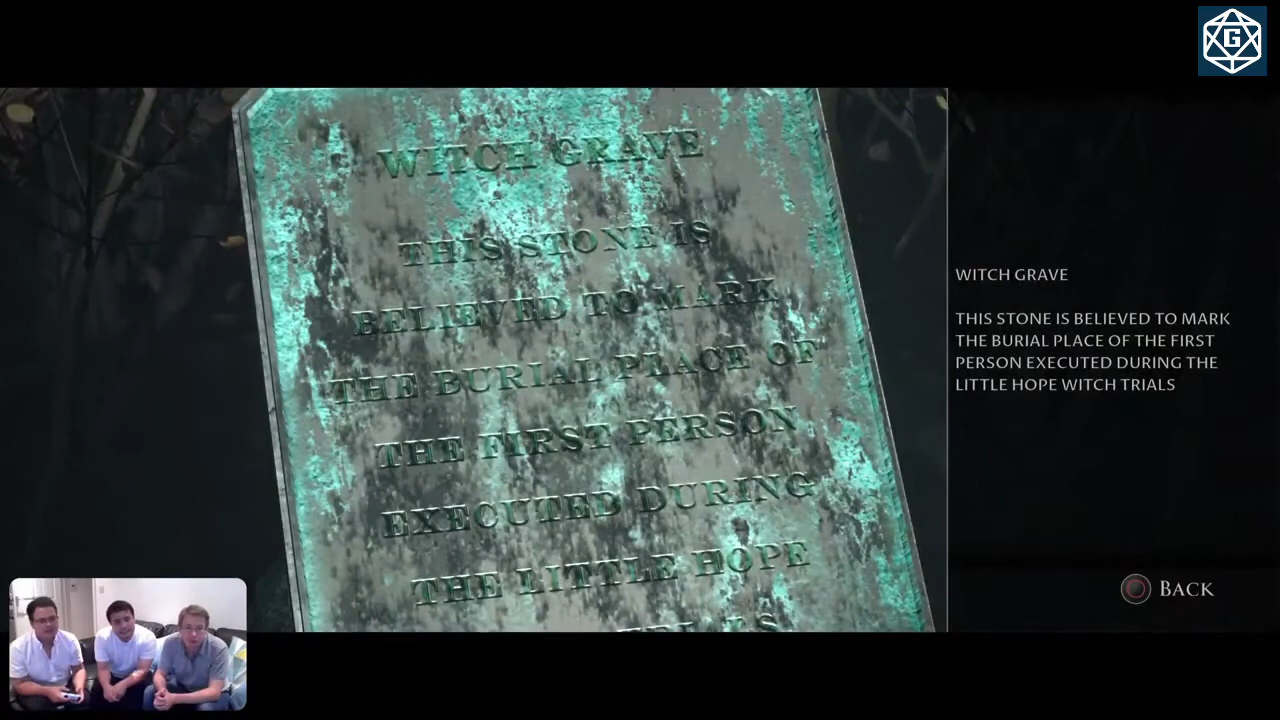 G
WITCH GRAVE
THIS STONE IS
BELIEVED TO MARK
THE BURIAL PLACE OF
THE FIRST PERSON
EXECUTED DURING
THE LITTLE HOPE
WITCH GRAVE
THIS STONE IS BELIEVED TO MARK
THE BURIAL PLACE OF THE FIRST
PERSON EXECUTED DURING THE
LITTLE HOPE WITCH TRIALS
BACK